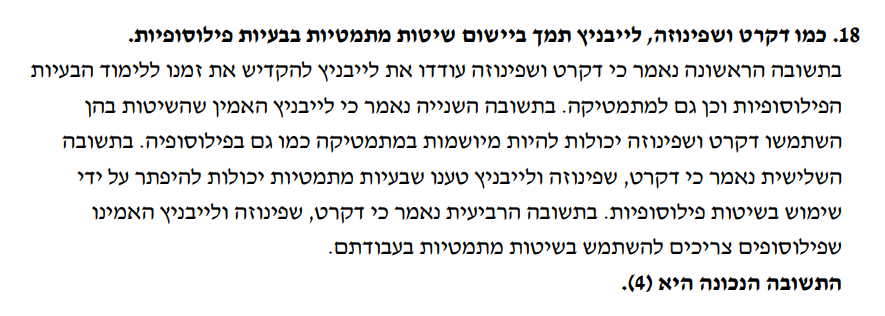 18. כמו דקרט ושפינוזה, לייבניץ תמך ביישום שיטות מתמטיות בבעיות פילוסופיות.
בתשובה הראשונה נאמר כי דקרט ושפינוזה עודדו את לייבניץ להקדיש את זמנו ללימוד הבעיות
הפילוסופיות וכן גם למתמטיקה. בתשובה השנייה נאמר כי לייבניץ האמין שהשיטות בהן
השתמשו דקרט ושפינוזה יכולות להיות מיושמות במתמטיקה כמו גם בפילוסופיה. בתשובה
השלישית נאמר כי דקרט, שפינוזה ולייבניץ טענו שבעיות מתמטיות יכולות להיפתר על ידי
שימוש בשיטות פילוסופיות. בתשובה הרביעית נאמר כי דקרט, שפינוזה ולייבניץ האמינו
שפילוסופים צריכים להשתמש בשיטות מתמטיות בעבודתם.
התשובה הנכונה היא (4).